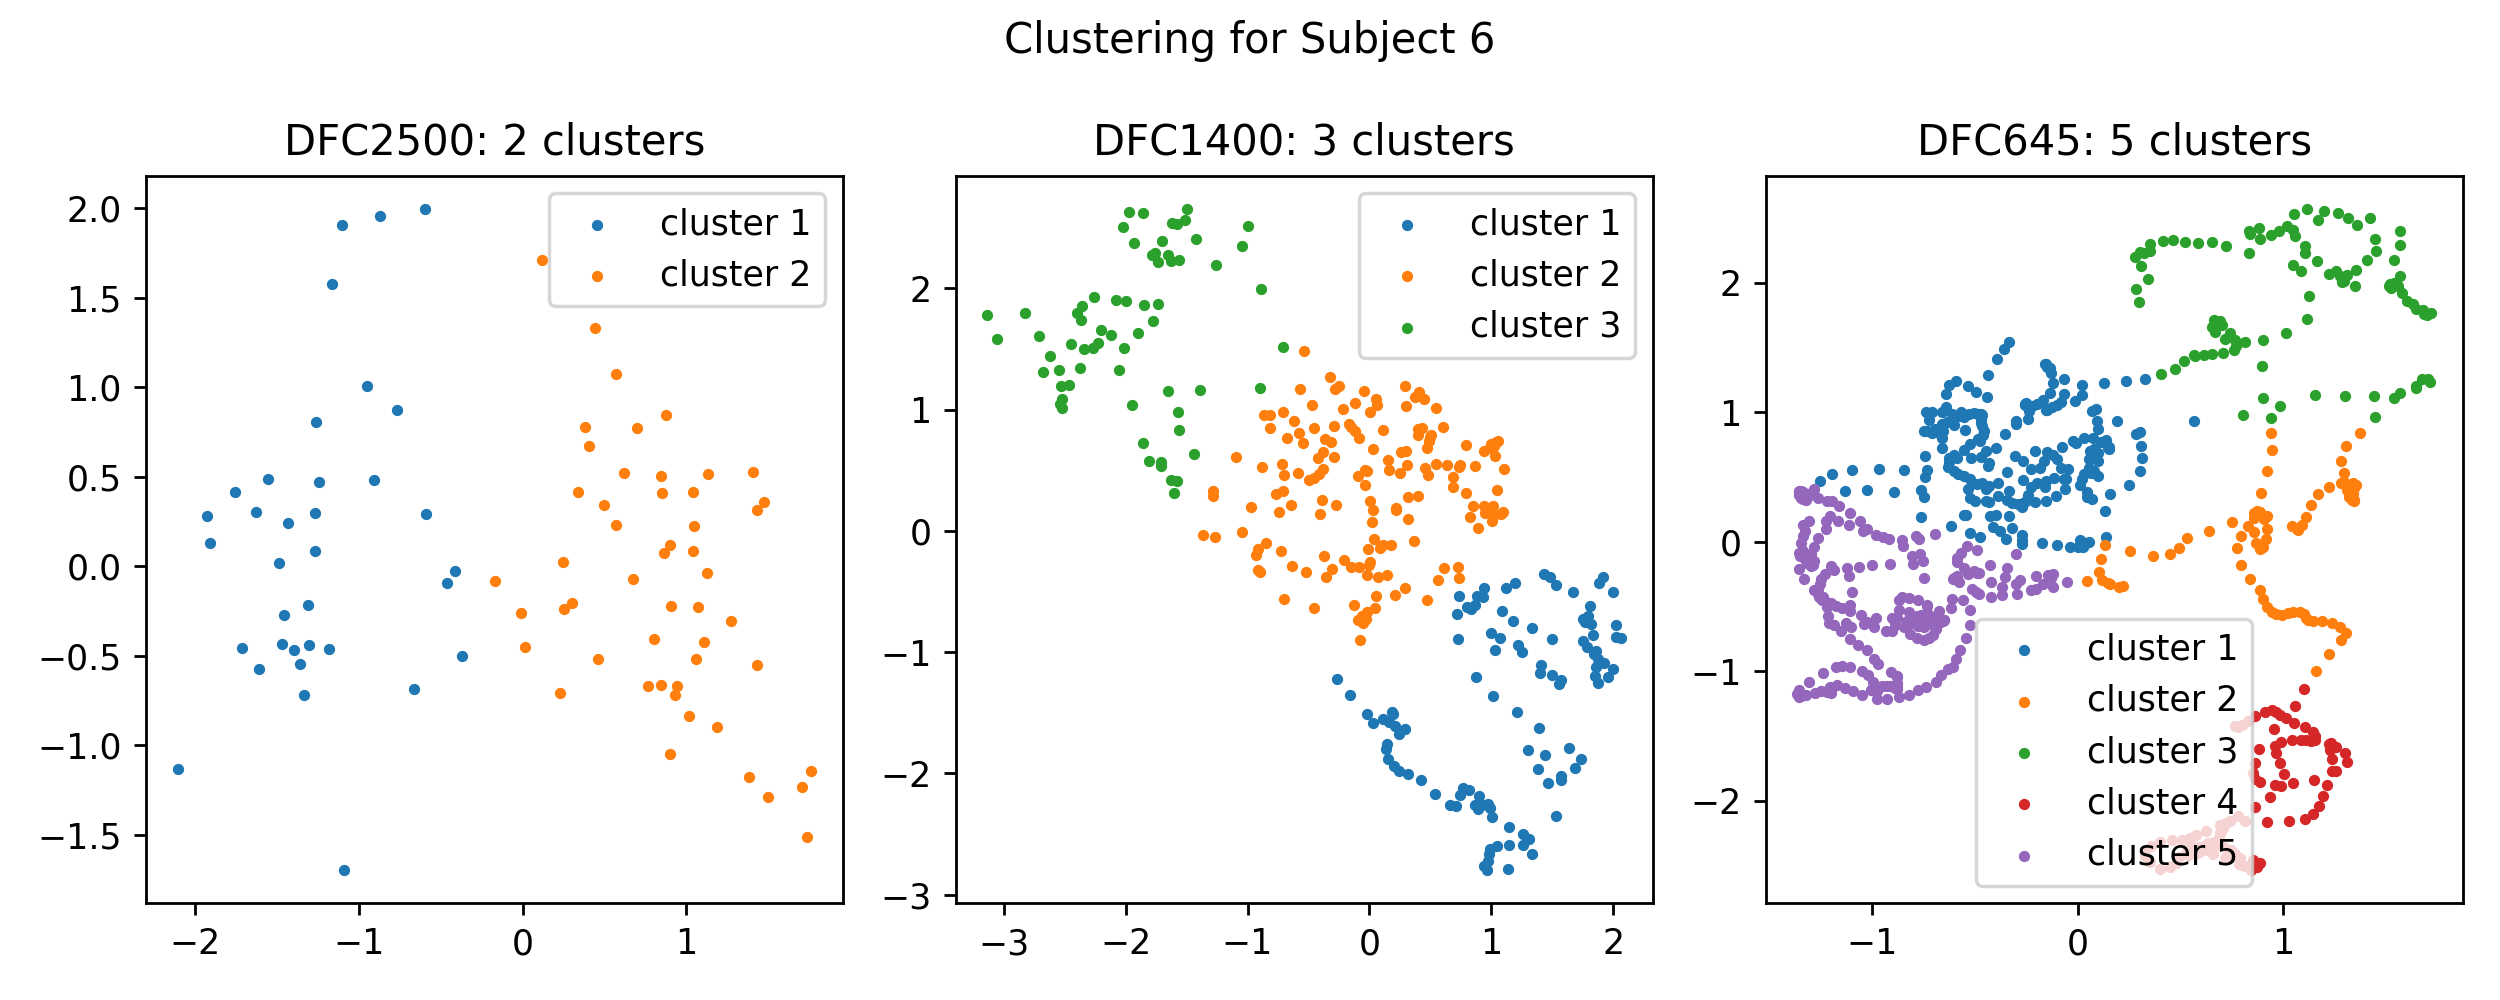 Clustering for Subject 6
DFC2500: 2 clusters
2.0
1.5
1.0
0.5
0.0
−0.5
−1.0
−1.5
−2
−1
0
1
cluster 1
cluster 2
DFC1400: 3 clusters
2
1
0
−1
−2
−3
−3
−2
−1
0
1
2
cluster 1
cluster 2
cluster 3
DFC645: 5 clusters
2
1
0
−1
−2
−1
0
1
cluster 1
cluster 2
cluster 3
cluster 4
cluster 5